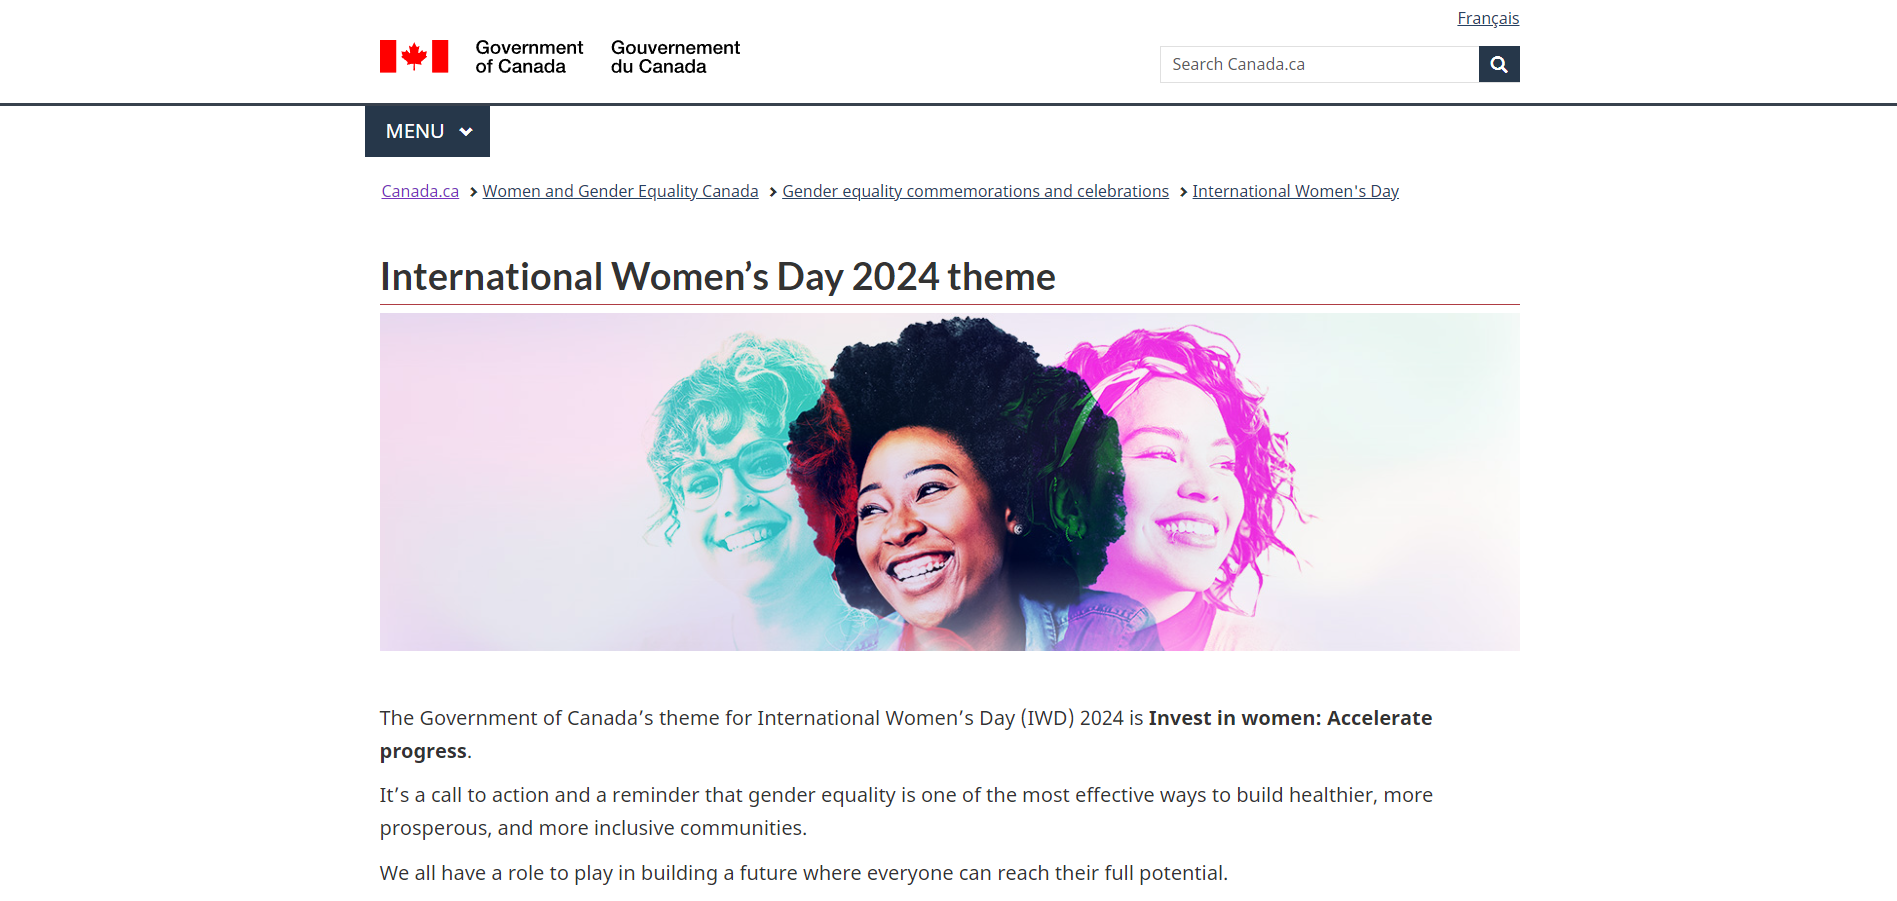 Français
Government of Canada
Gouvernement du Canada
Search Canada.ca
MENU
Canada.ca
Women and Gender Equality Canada
Gender equality commemorations and celebrations
International Women's Day
International Women’s Day 2024 theme
The Government of Canada’s theme for International Women’s Day (IWD) 2024 is Invest in women: Accelerate
progress.
It’s a call to action and a reminder that gender equality is one of the most effective ways to build healthier, more
prosperous, and more inclusive communities.
We all have a role to play in building a future where everyone can reach their full potential.